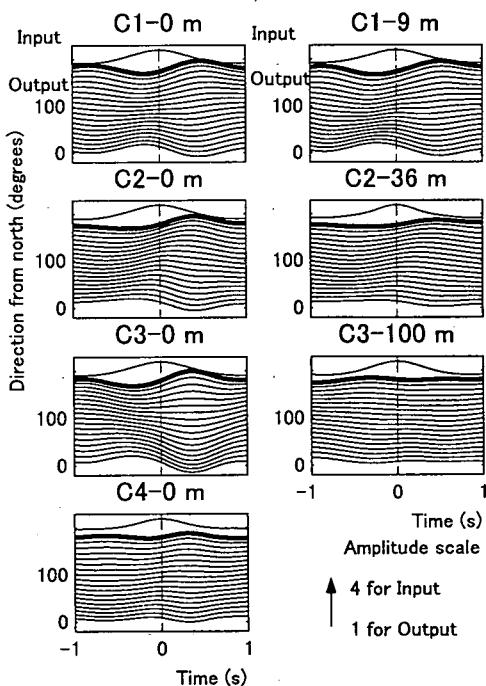 C1-0 m
C1-9 m
Input
Input
Output
Output
100
0
100
0
C2-0 m
C2-36 m
100
0
100
0
C3-0 m
C3-100 m
100
0
100
0
-1
0
1
Time (s)
C4-0 m
100
0
-1
0
1
Time (s)
Direction from north (degrees)
Amplitude scale
4 for Input
1 for Output